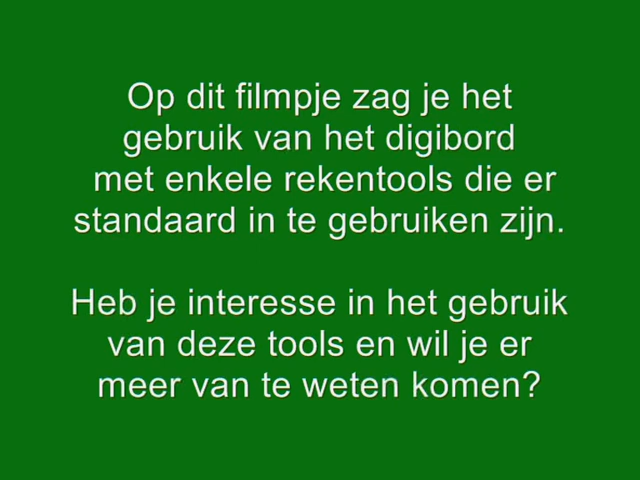 Op dit filmpje zag je het
gebruik van het digibord
met enkele rekentools die er
standaard in te gebruiken zijn.
Heb je interesse in het gebruik
van deze tools en wil je er
meer van te weten komen?